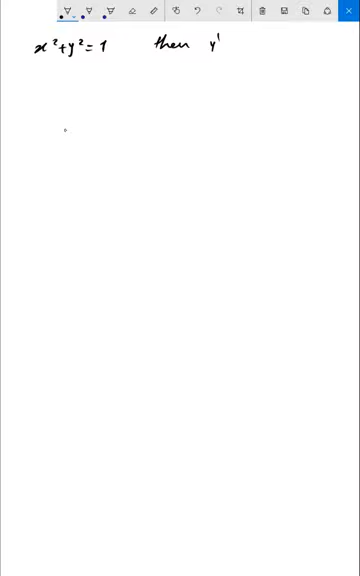 x² + y² = 1 then y'